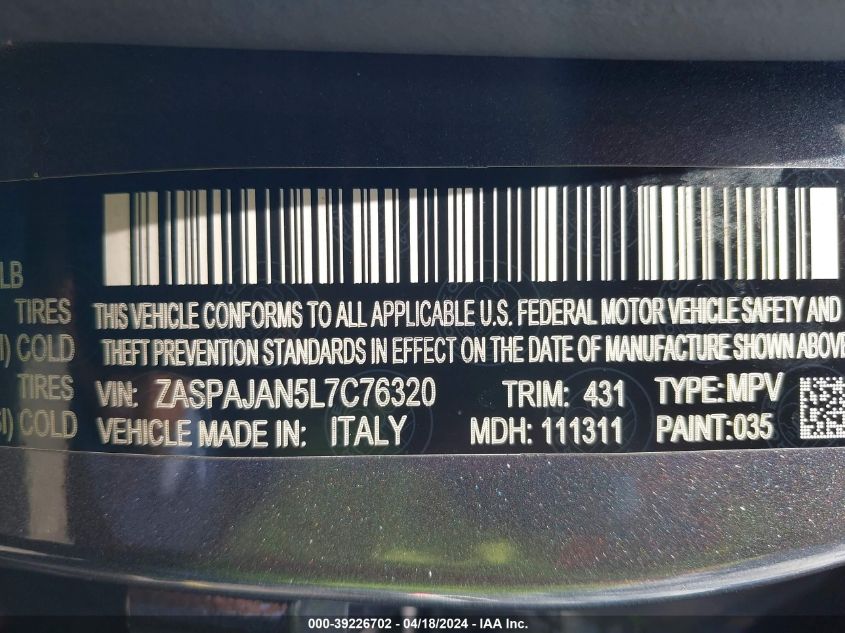 LB
TIRES THIS VEHICLE CONFORMS TO ALL APPLICABLE U.S. FEDERAL MOTOR VEHICLE SAFETY AND
) COLD THEFT PREVENTION STANDARDS IN EFFECT ON THE DATE OF MANUFACTURE SHOWN ABOVE
TIRES VIN: ZASPAJAN5L7C76320 TRIM: 431 TYPE: MPV
SI) COLD VEHICLE MADE IN: ITALY MDH: 111311 PAINT:035
000-39226702 - 04/18/2024 - IAA Inc.